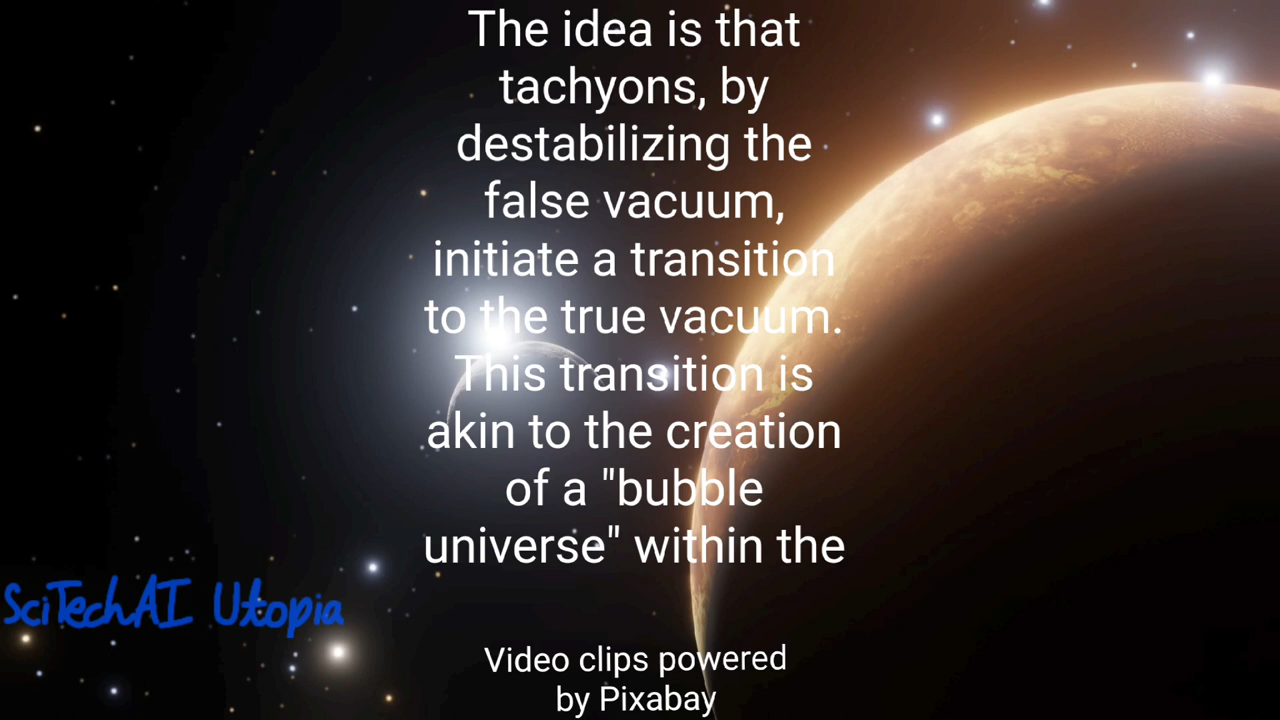 The idea is that
tachyons, by
destabilizing the
false vacuum,
initiate a transition
to the true vacuum.
This transition is
akin to the creation
of a "bubble
universe" within the
SciTechAI Utopia
Video clips powered
by Pixabay